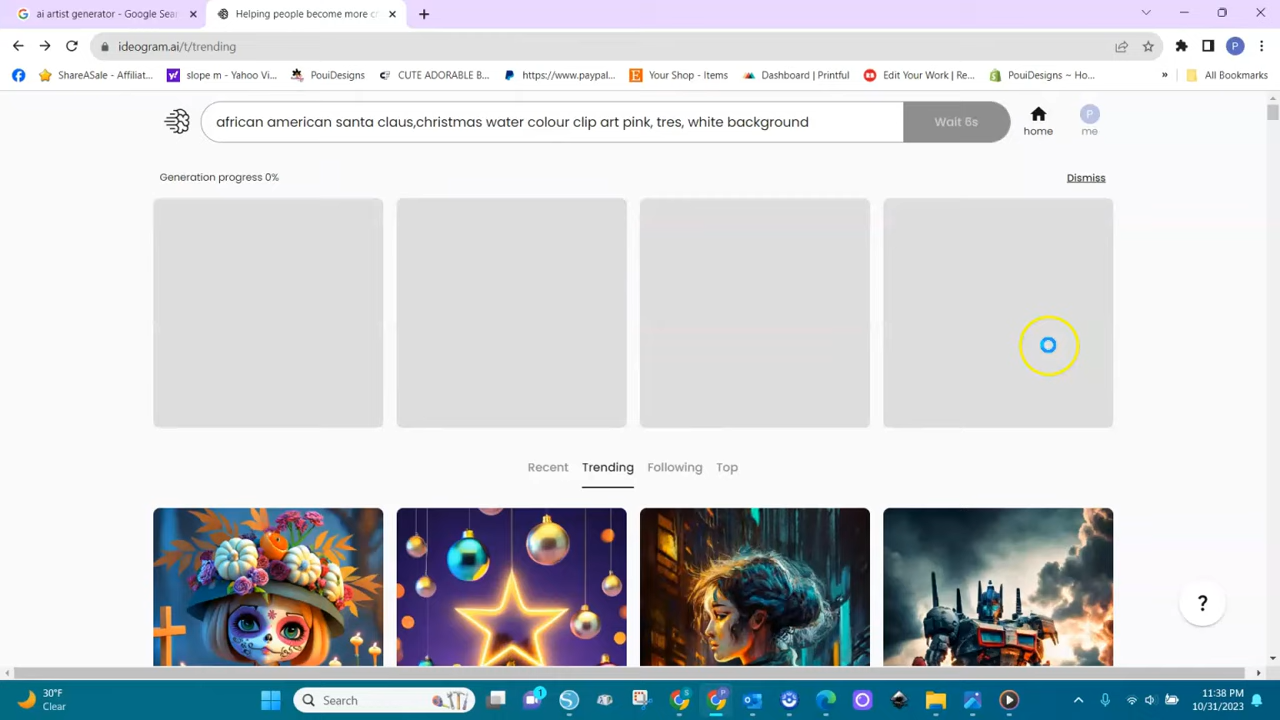 ai artist generator - Google Sea
Helping people become more c
ideogram.ai/t/trending
ShareASale - Affiliat...
slope m - Yahoo Vi...
PouiDesigns
CUTE ADORABLE B...
https://www.paypal...
Your Shop - Items
Dashboard | Printful
Edit Your Work | Re...
PouiDesigns ~ Ho...
»
All Bookmarks
african american santa claus,christmas water colour clip art pink, tres, white background
Wait 6s
home
P
me
Generation progress 0%
Dismiss
Recent
Trending
Following
Top
?
30°F
Clear
Search
1
11:38 PM
10/31/2023